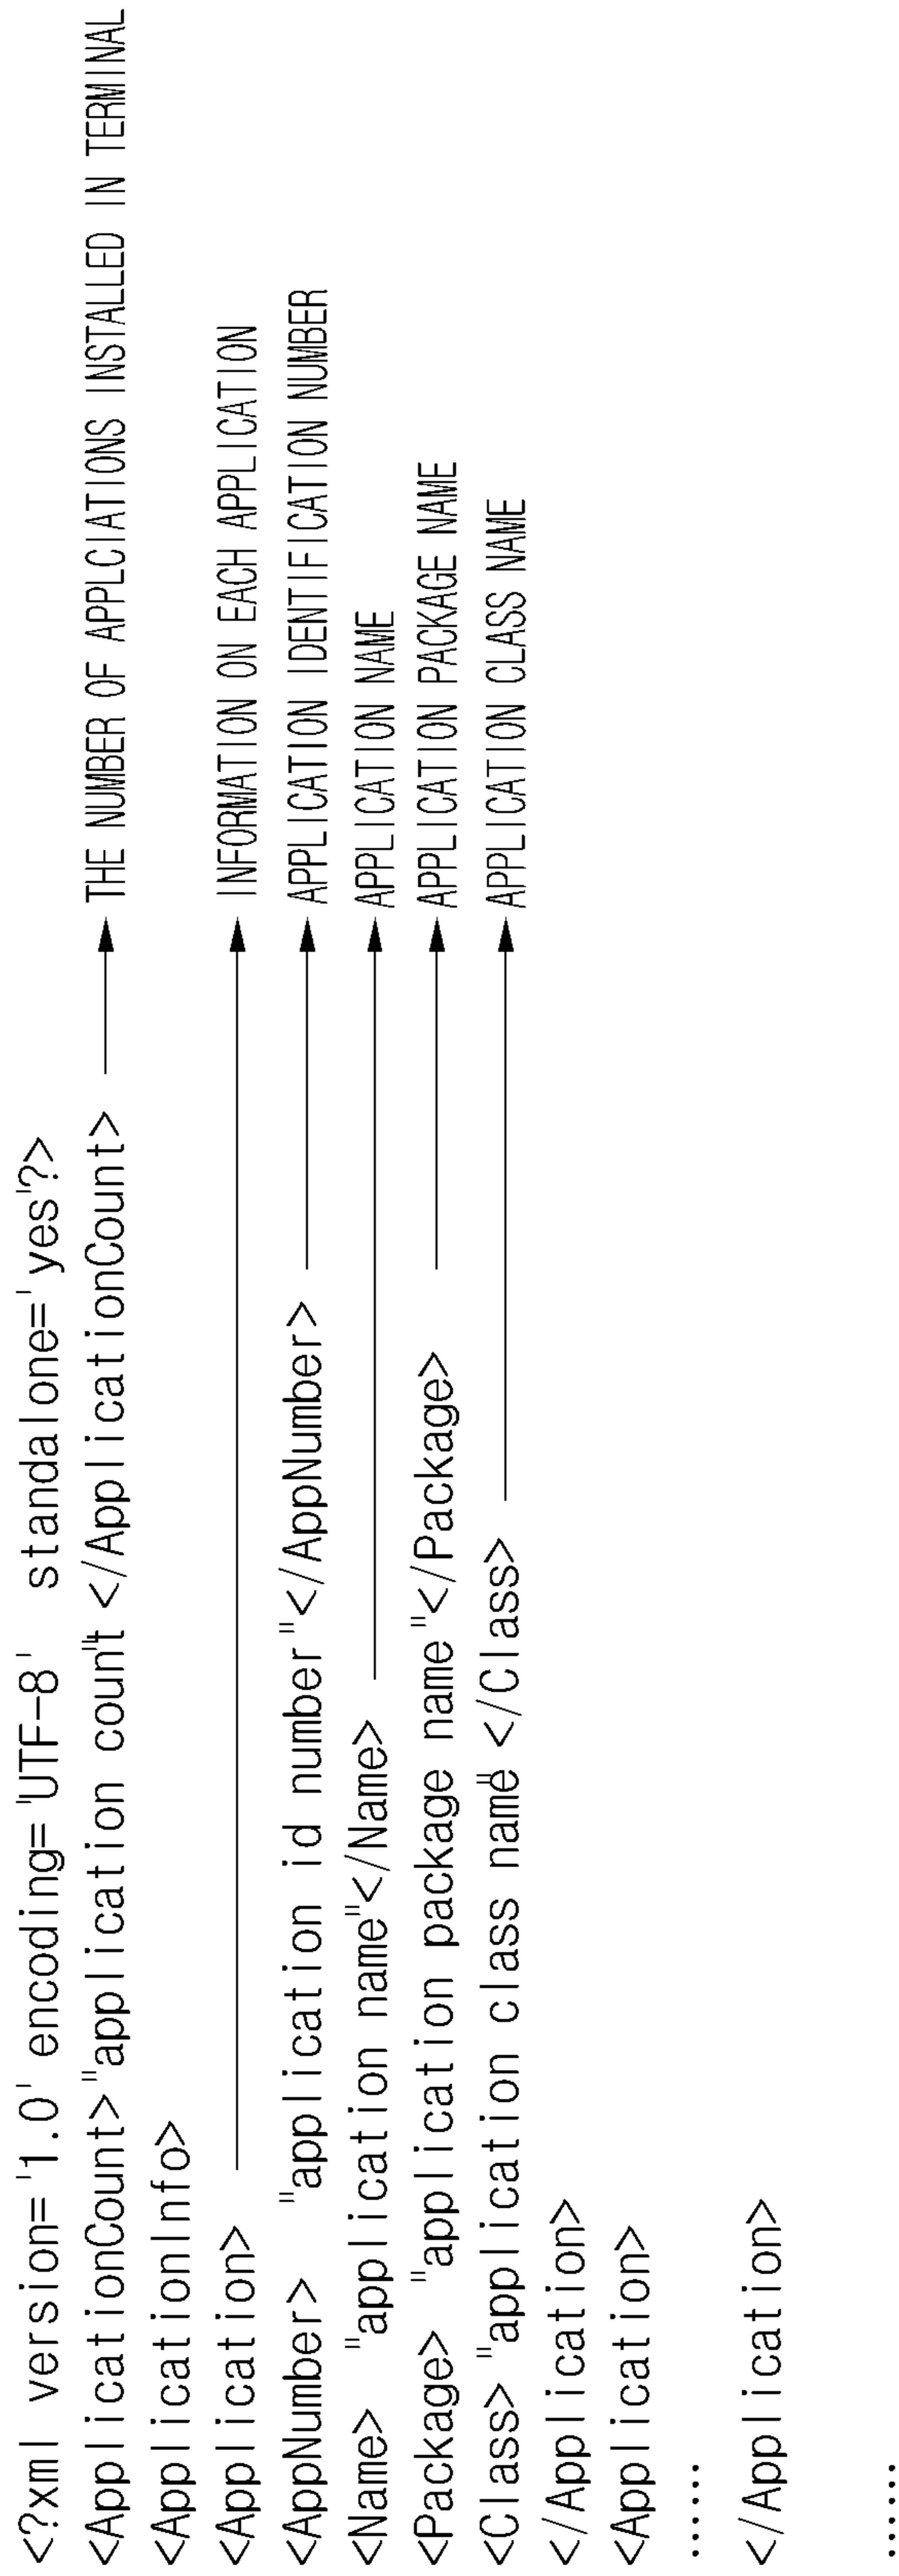 <?xml version='1.0' encoding='UTF-8' standalone='yes'?>
<ApplicationCount>"application count"</ApplicationCount> THE NUMBER OF APPLCIATIONS INSTALLED IN TERMINAL
<ApplicationInfo>
<Application> INFORMATION ON EACH APPLICATION
<AppNumber> "application id number"</AppNumber> APPLICATION IDENTIFICATION NUMBER
<Name> "application name"</Name> APPLICATION NAME
<Package> "application package name"</Package> APPLICATION PACKAGE NAME
<Class> "application class name" </Class> APPLICATION CLASS NAME
</Application>
<Application>
......
</Application>
......